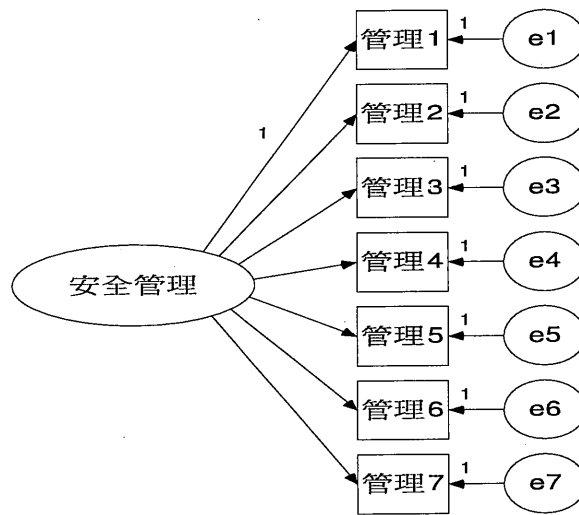 管理1 1 e1
管理2 1 e2
1
管理3 1 e3
管理4 1 e4
安全管理
管理5 1 e5
管理6 1 e6
管理7 1 e7